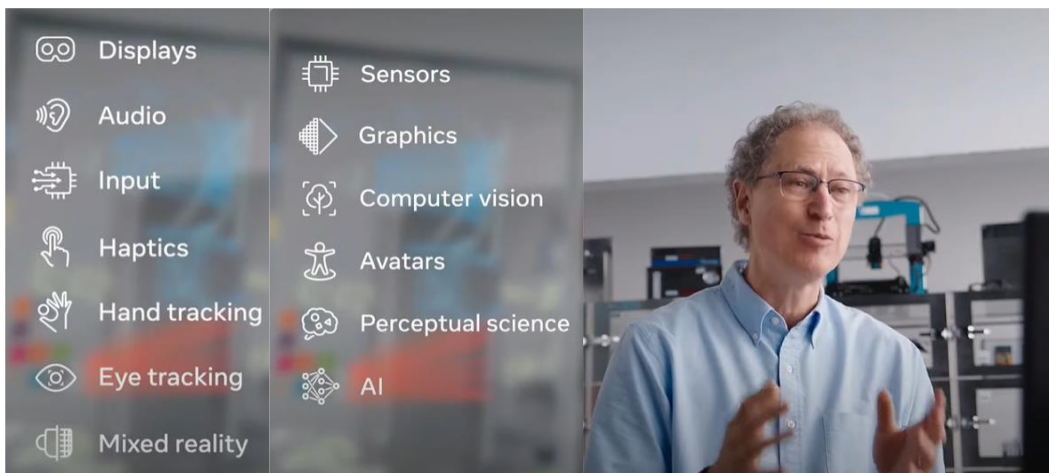 Displays
Audio
Input
Haptics
Hand tracking
Eye tracking
Mixed reality
Sensors
Graphics
Computer vision
Avatars
Perceptual science
AI